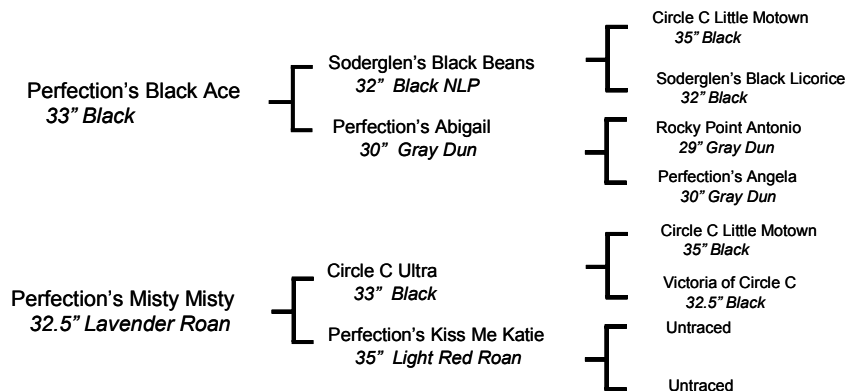 Perfection's Black Ace
33" Black
Soderglen's Black Beans
32" Black NLP
Perfection's Abigail
30" Gray Dun
Circle C Little Motown
35" Black
Soderglen's Black Licorice
32" Black
Rocky Point Antonio
29" Gray Dun
Perfection's Angela
30" Gray Dun
Perfection's Misty Misty
32.5" Lavender Roan
Circle C Ultra
33" Black
Perfection's Kiss Me Katie
35" Light Red Roan
Circle C Little Motown
35" Black
Victoria of Circle C
32.5" Black
Untraced
Untraced